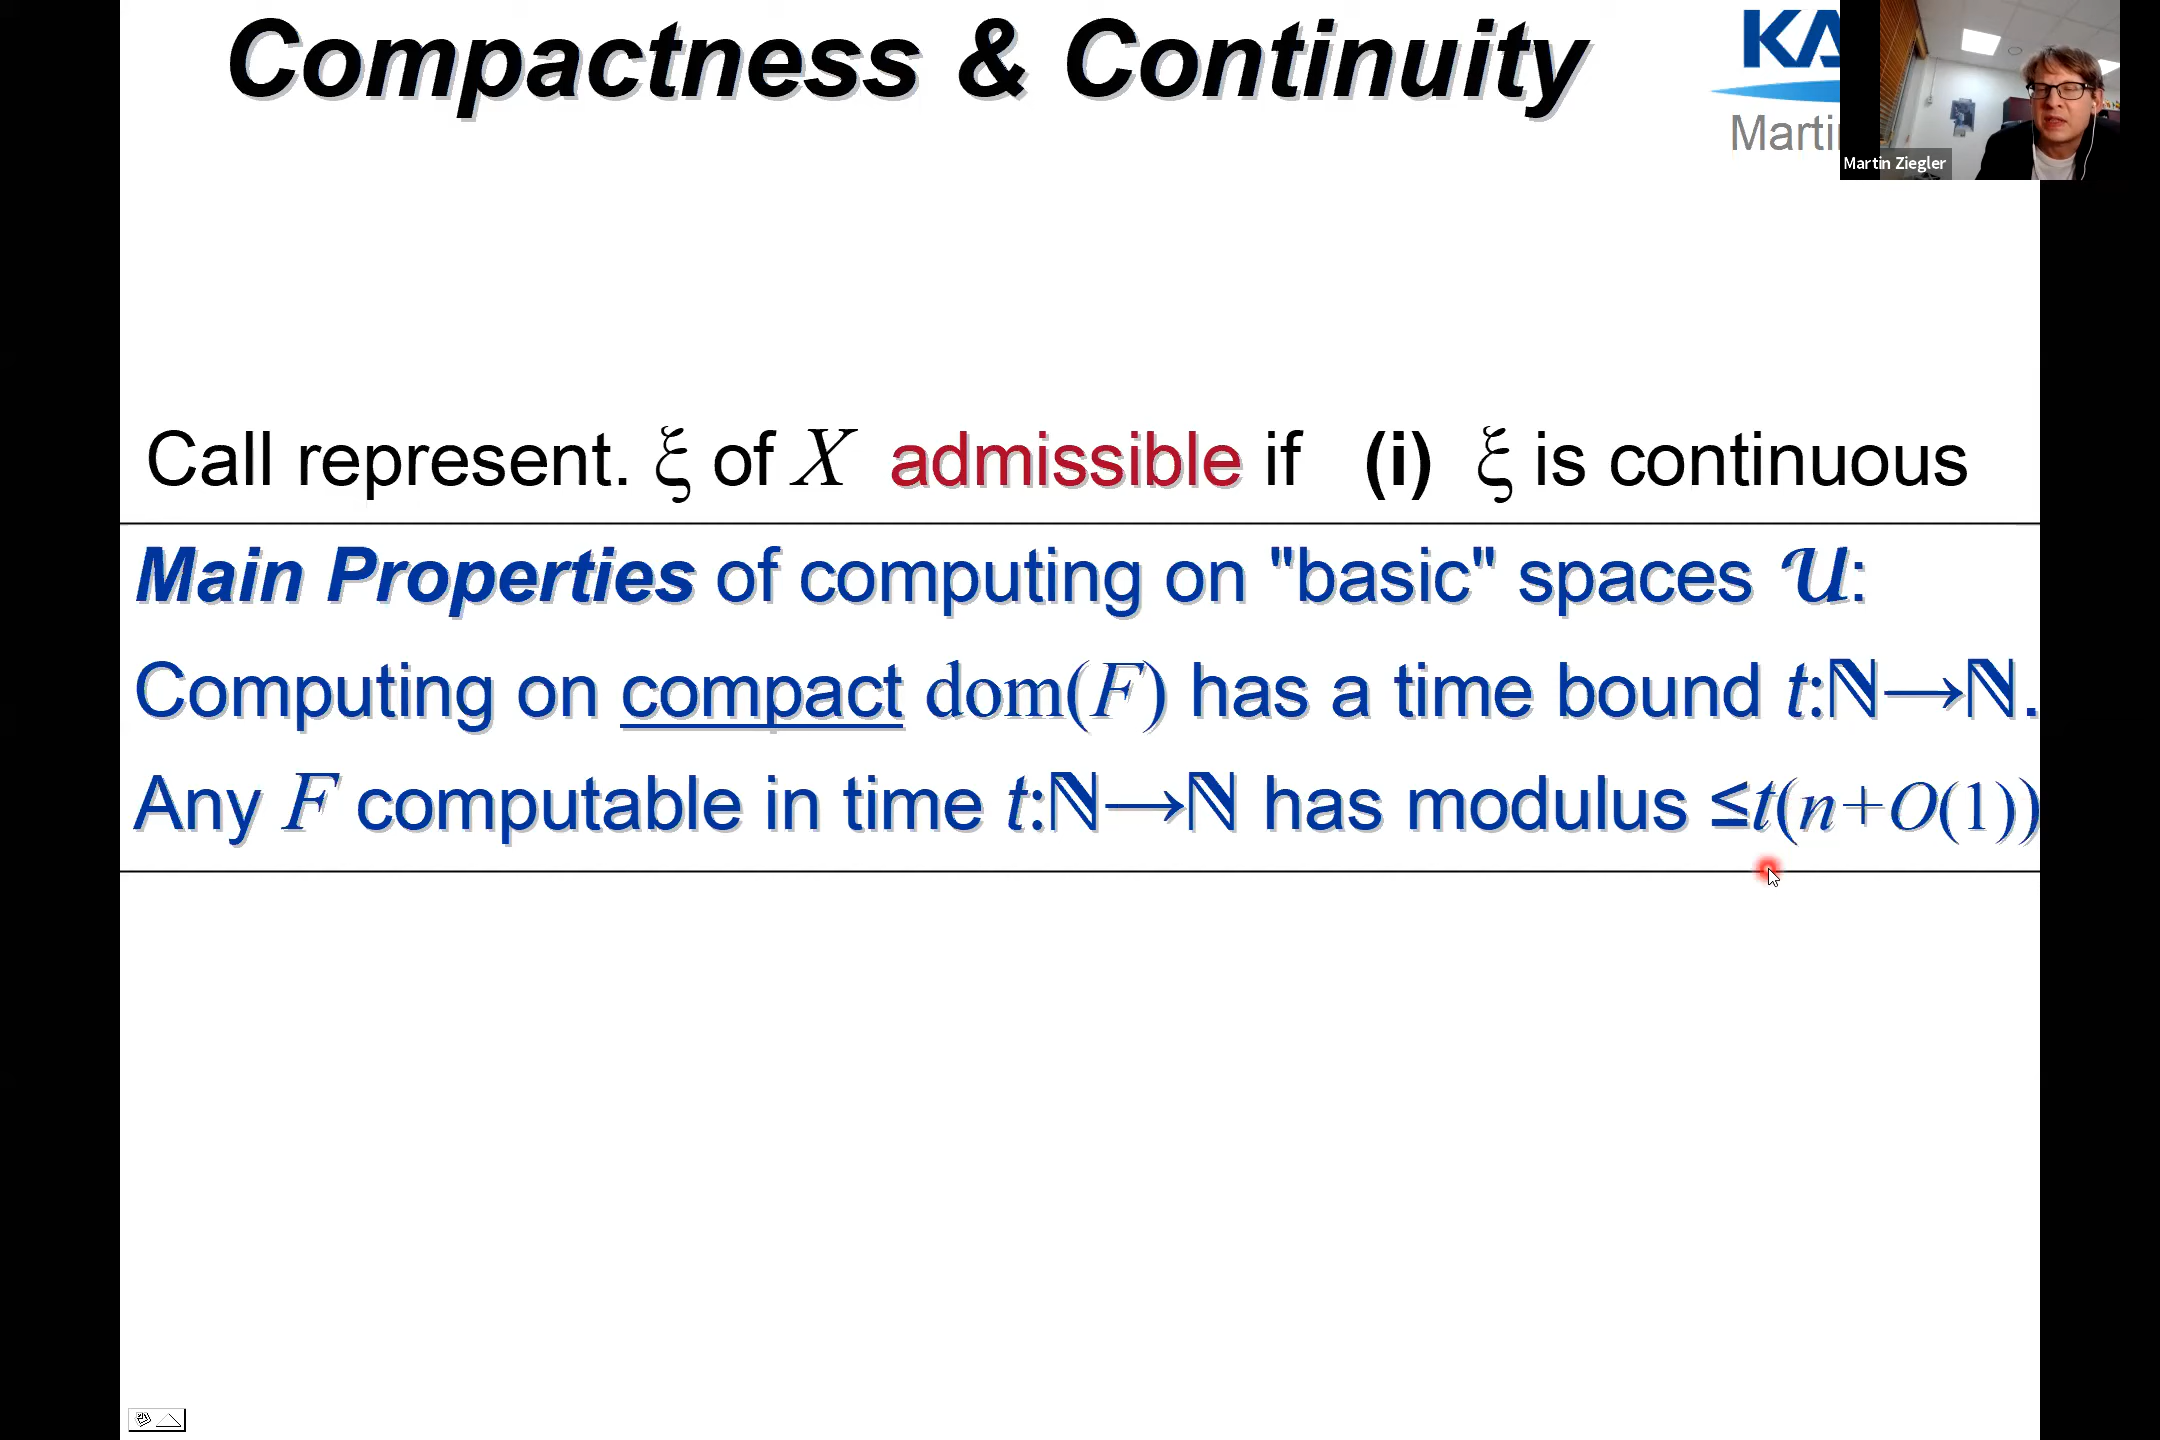 Compactness & Continuity
KA
Marti
Martin Ziegler
Call represent. ξ of X admissible if (i) ξ is continuous
Main Properties of computing on "basic" spaces 𝒰:
Computing on compact dom(F) has a time bound t:ℕ→ℕ.
Any F computable in time t:ℕ→ℕ has modulus ≤t(n+O(1))